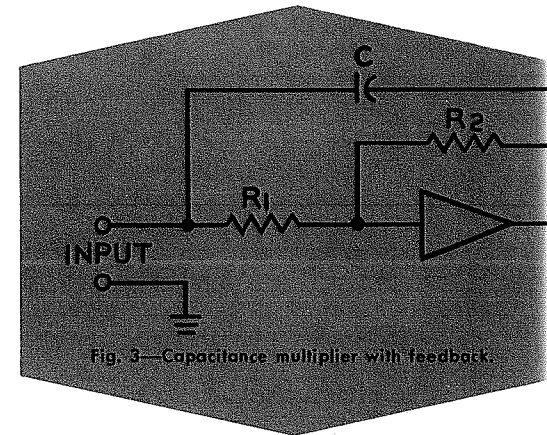 C
R2
R1
INPUT
Fig. 3—Capacitance multiplier with feedback.